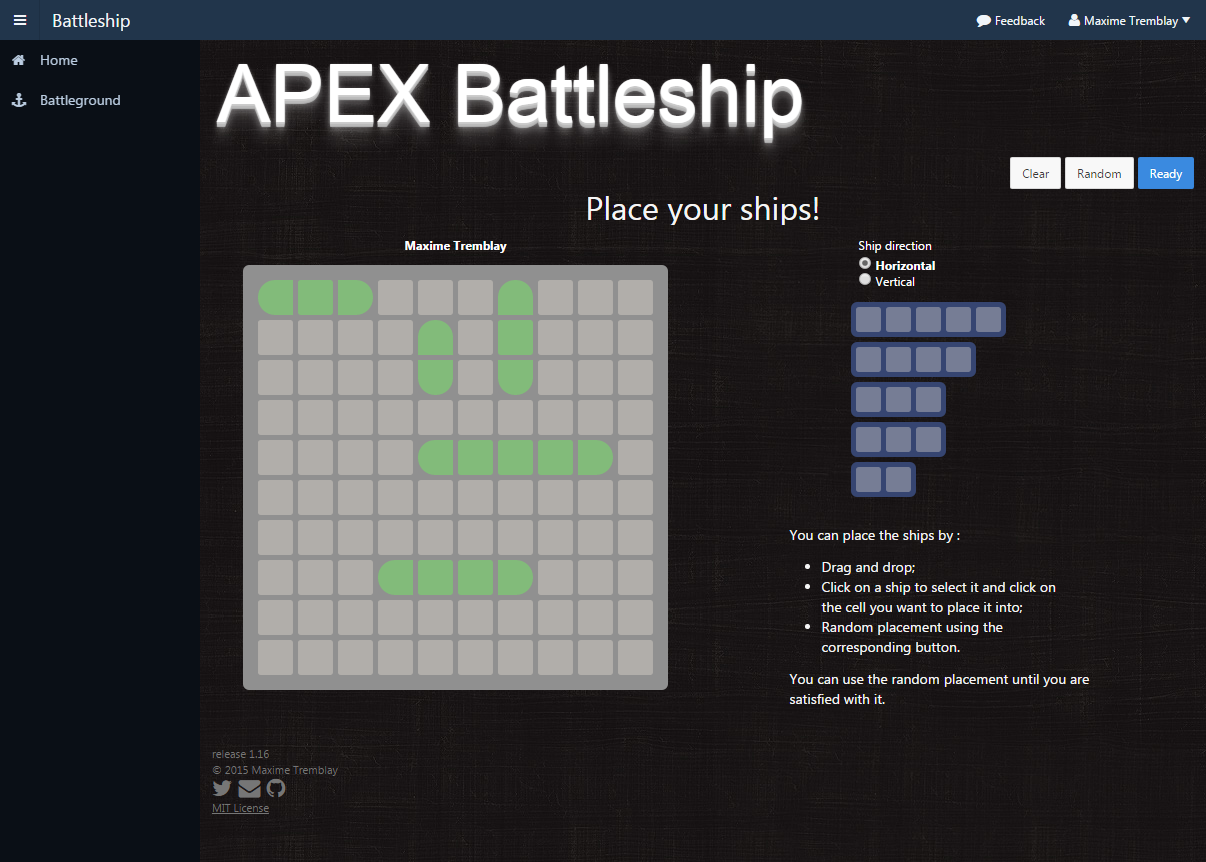 Battleship
Feedback
Maxime Tremblay
Home
Battleground
APEX Battleship
Clear
Random
Ready
Place your ships!
Maxime Tremblay
Ship direction
Horizontal
Vertical
You can place the ships by :
Drag and drop;
Click on a ship to select it and click on
the cell you want to place it into;
Random placement using the
corresponding button.
You can use the random placement until you are
satisfied with it.
release 1.16
© 2015 Maxime Tremblay
MIT License